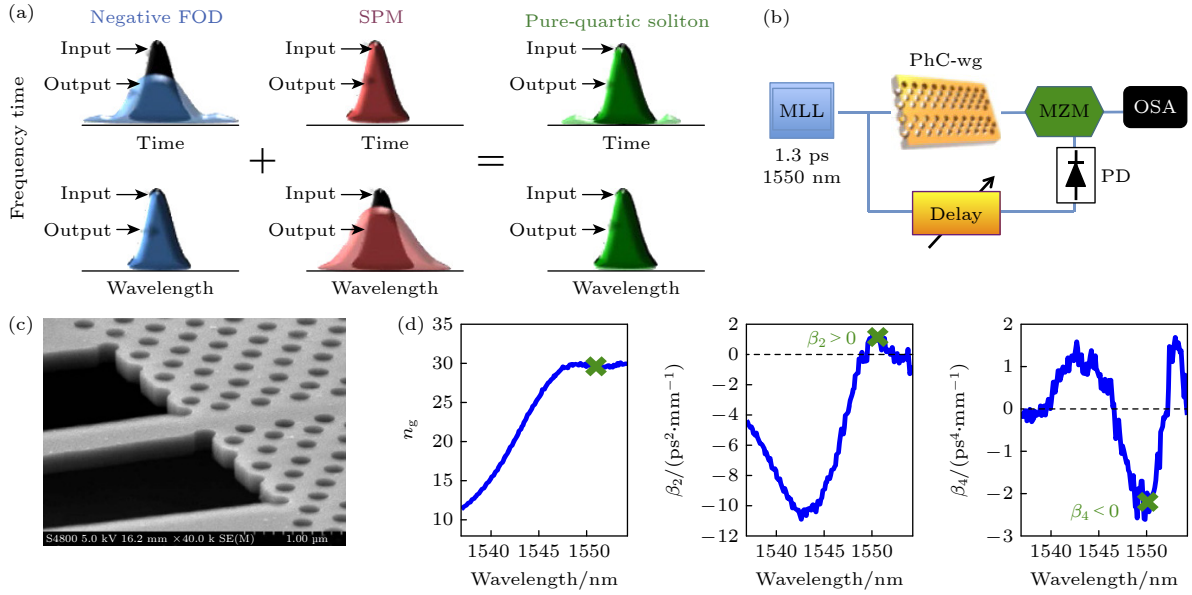 (a)
Negative FOD
SPM
Pure-quartic soliton
Frequency time
Input
Output
Time
Input
Output
Time
Input
Output
Time
+
=
Input
Output
Wavelength
Input
Output
Wavelength
Input
Output
Wavelength
(b)
PhC-wg
MLL
MZM
OSA
1.3 ps
1550 nm
PD
Delay
(c)
S4800 5.0 kV 16.2 mm ×40.0 k SE(M)
1.00 μm
(d)
35
30
25
20
15
10
n_g
1540 1545 1550
Wavelength/nm
2
0
−2
−4
−6
−8
−10
−12
β₂/(ps²·mm⁻¹)
β₂ > 0
1540 1545 1550
Wavelength/nm
2
1
0
−1
−2
−3
β₄/(ps⁴·mm⁻¹)
β₄ < 0
1540 1545 1550
Wavelength/nm